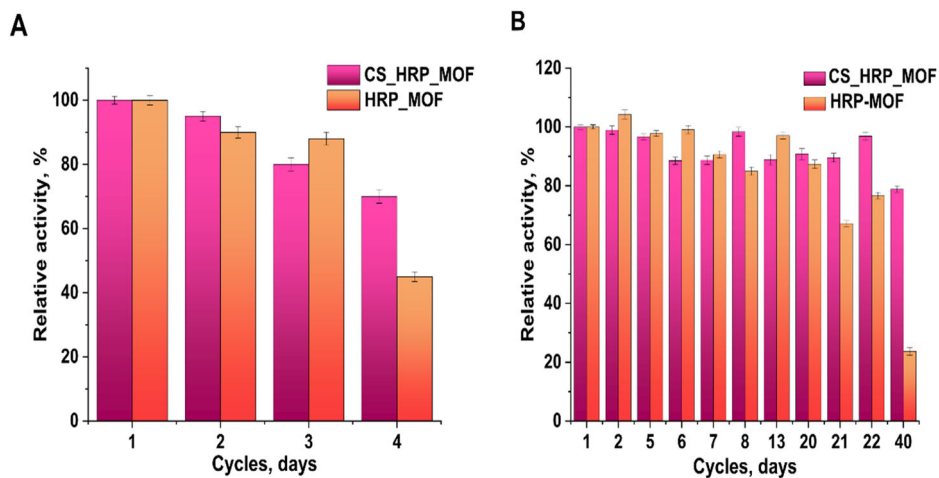 A
CS_HRP_MOF
HRP_MOF
Relative activity, %
100
80
60
40
20
0
1 2 3 4
Cycles, days
B
CS_HRP_MOF
HRP-MOF
Relative activity, %
120
100
80
60
40
20
0
1 2 5 6 7 8 13 20 21 22 40
Cycles, days